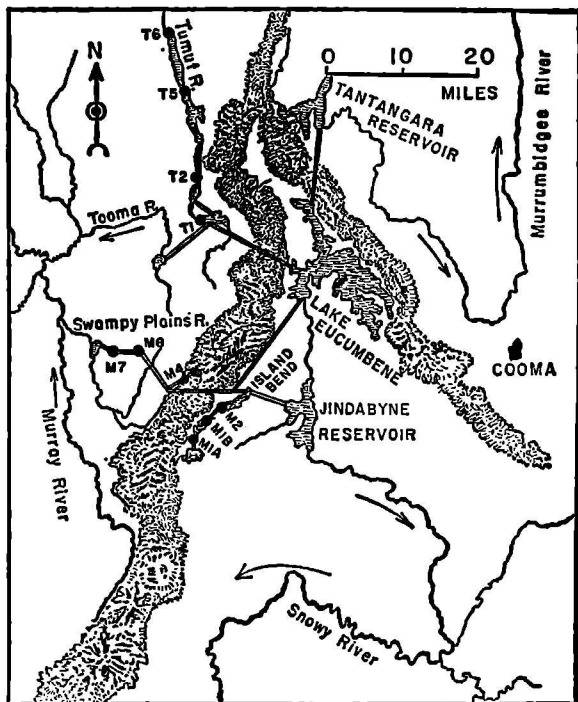 T6
Tumut R.
0 10 20
MILES
N
T5
TANTANGARA
RESERVOIR
Murrumbidgee River
T2
Tooma R.
T1
LAKE
EUCUMBENE
Swampy Plains R.
M6
M7
M4
COOMA
ISLAND
BEND
M2
M1B
M1A
JINDABYNE
RESERVOIR
Murray River
Snowy River